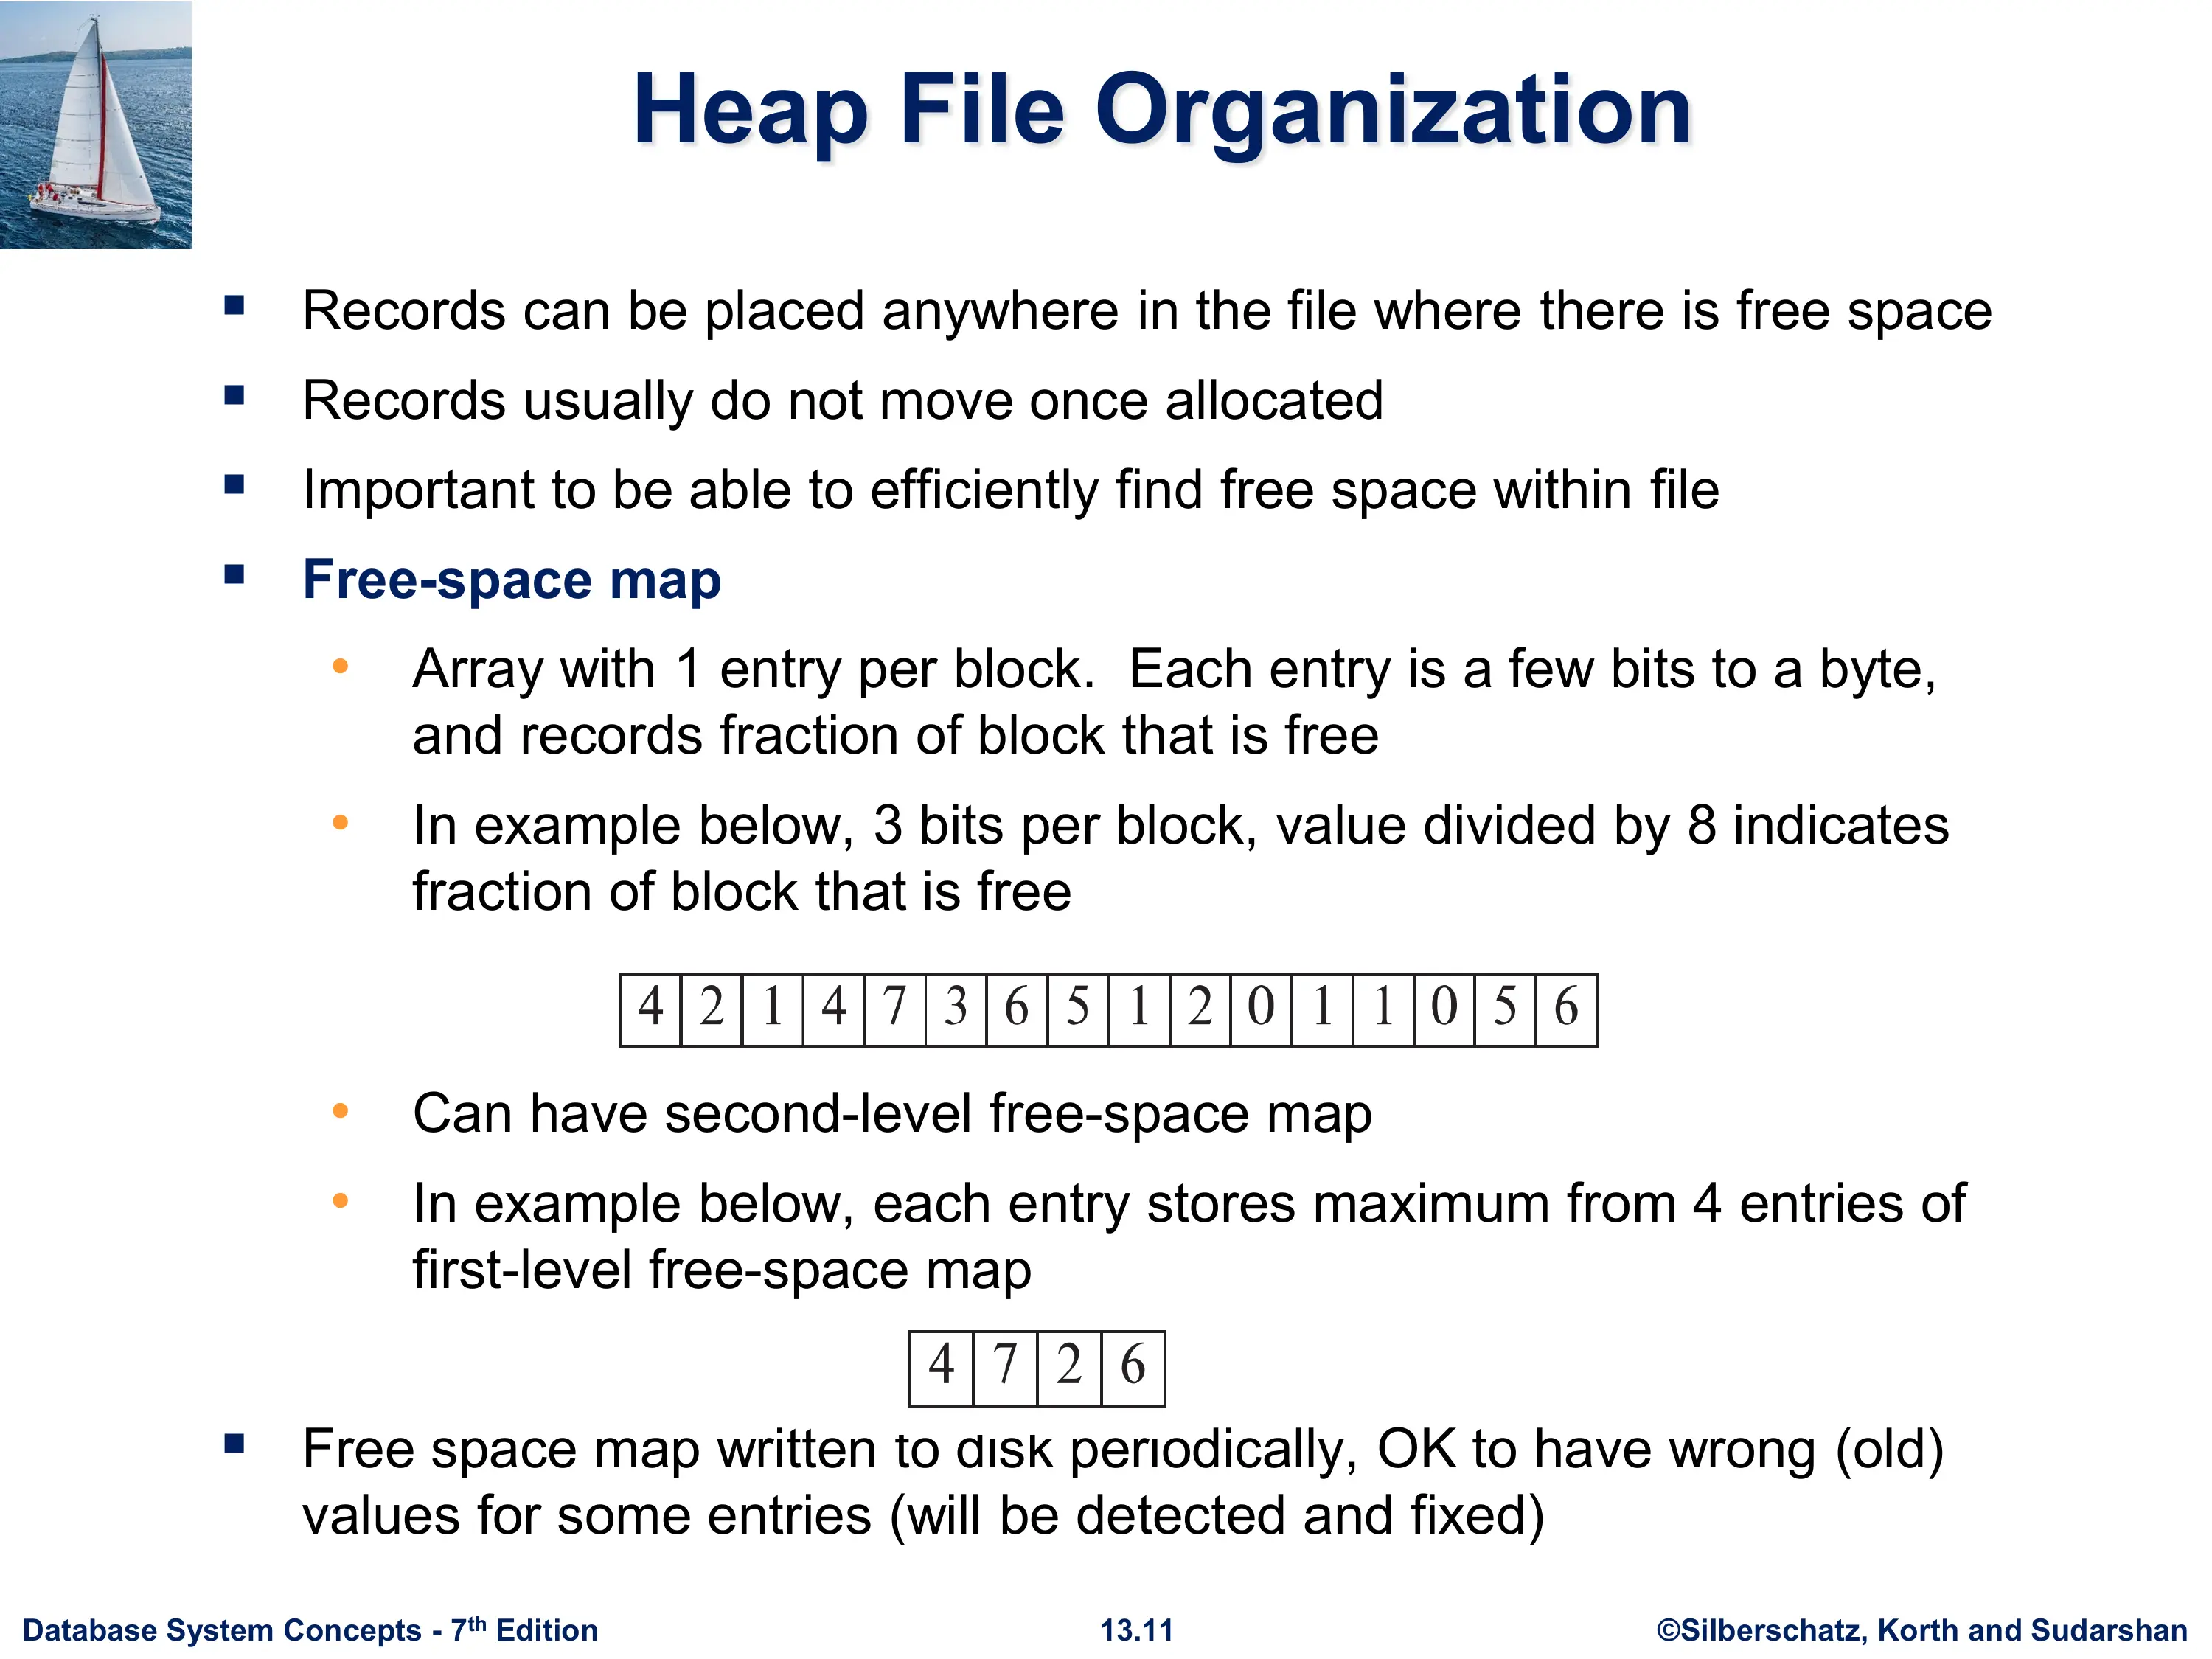 Heap File Organization
Records can be placed anywhere in the file where there is free space
Records usually do not move once allocated
Important to be able to efficiently find free space within file
Free-space map
Array with 1 entry per block. Each entry is a few bits to a byte,
and records fraction of block that is free
In example below, 3 bits per block, value divided by 8 indicates
fraction of block that is free
4 2 1 4 7 3 6 5 1 2 0 1 1 0 5 6
Can have second-level free-space map
In example below, each entry stores maximum from 4 entries of
first-level free-space map
4 7 2 6
Free space map written to disk periodically, OK to have wrong (old)
values for some entries (will be detected and fixed)
Database System Concepts - 7th Edition
13.11
©Silberschatz, Korth and Sudarshan